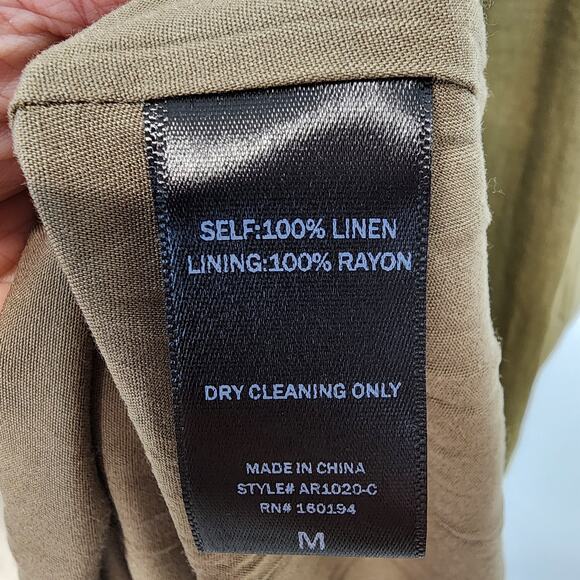 SELF:100% LINEN
LINING:100% RAYON
DRY CLEANING ONLY
MADE IN CHINA
STYLE# AR1020-C
RN# 160194
M